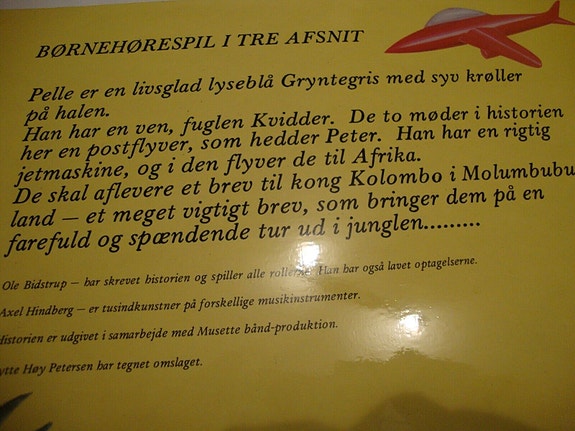 BØRNEHØRESPIL I TRE AFSNIT
Pelle er en livsglad lyseblå Gryntegris med syv krøller
på halen.
Han har en ven, fuglen Kvidder. De to møder i historien
her en postflyver, som hedder Peter. Han har en rigtig
jetmaskine, og i den flyver de til Afrika.
De skal aflevere et brev til kong Kolombo i Molumbubu
land — et meget vigtigt brev, som bringer dem på en
farefuld og spændende tur ud i junglen.........
Ole Bidstrup — har skrevet historien og spiller alle rollerne. Han har også lavet optagelserne.
Axel Hindberg — er tusindkunstner på forskellige musikinstrumenter.
Historien er udgivet i samarbejde med Musette bånd-produktion.
ytte Høy Petersen har tegnet omslaget.